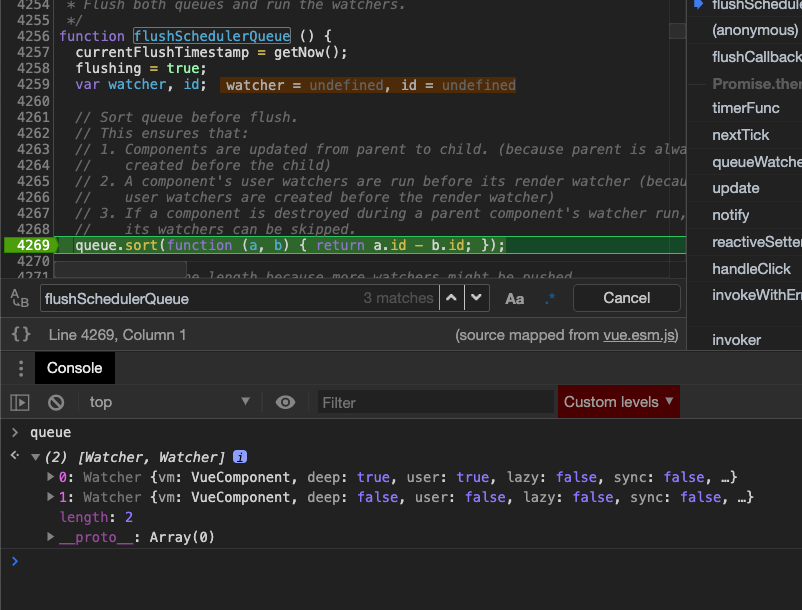 4254 * Flush both queues and run the watchers.
4255 */
4256 function flushSchedulerQueue () {
4257 currentFlushTimestamp = getNow();
4258 flushing = true;
4259 var watcher, id; watcher = undefined, id = undefined
4260
4261 // Sort queue before flush.
4262 // This ensures that:
4263 // 1. Components are updated from parent to child. (because parent is alwa
4264 // created before the child)
4265 // 2. A component's user watchers are run before its render watcher (becau
4266 // user watchers are created before the render watcher)
4267 // 3. If a component is destroyed during a parent component's watcher run,
4268 // its watchers can be skipped.
4269 queue.sort(function (a, b) { return a.id - b.id; });
4270
4271 length because more watchers might be pushed
flushSchedulerQueue 3 matches Aa .* Cancel
{} Line 4269, Column 1 (source mapped from vue.esm.js)
flushSchedul
(anonymous)
flushCallback
Promise.then
timerFunc
nextTick
queueWatche
update
notify
reactiveSetter
handleClick
invokeWithErr
invoker
Console
top Filter Custom levels ▼
> queue
(2) [Watcher, Watcher] i
0: Watcher {vm: VueComponent, deep: true, user: true, lazy: false, sync: false, …}
1: Watcher {vm: VueComponent, deep: false, user: false, lazy: false, sync: false, …}
length: 2
__proto__: Array(0)
>